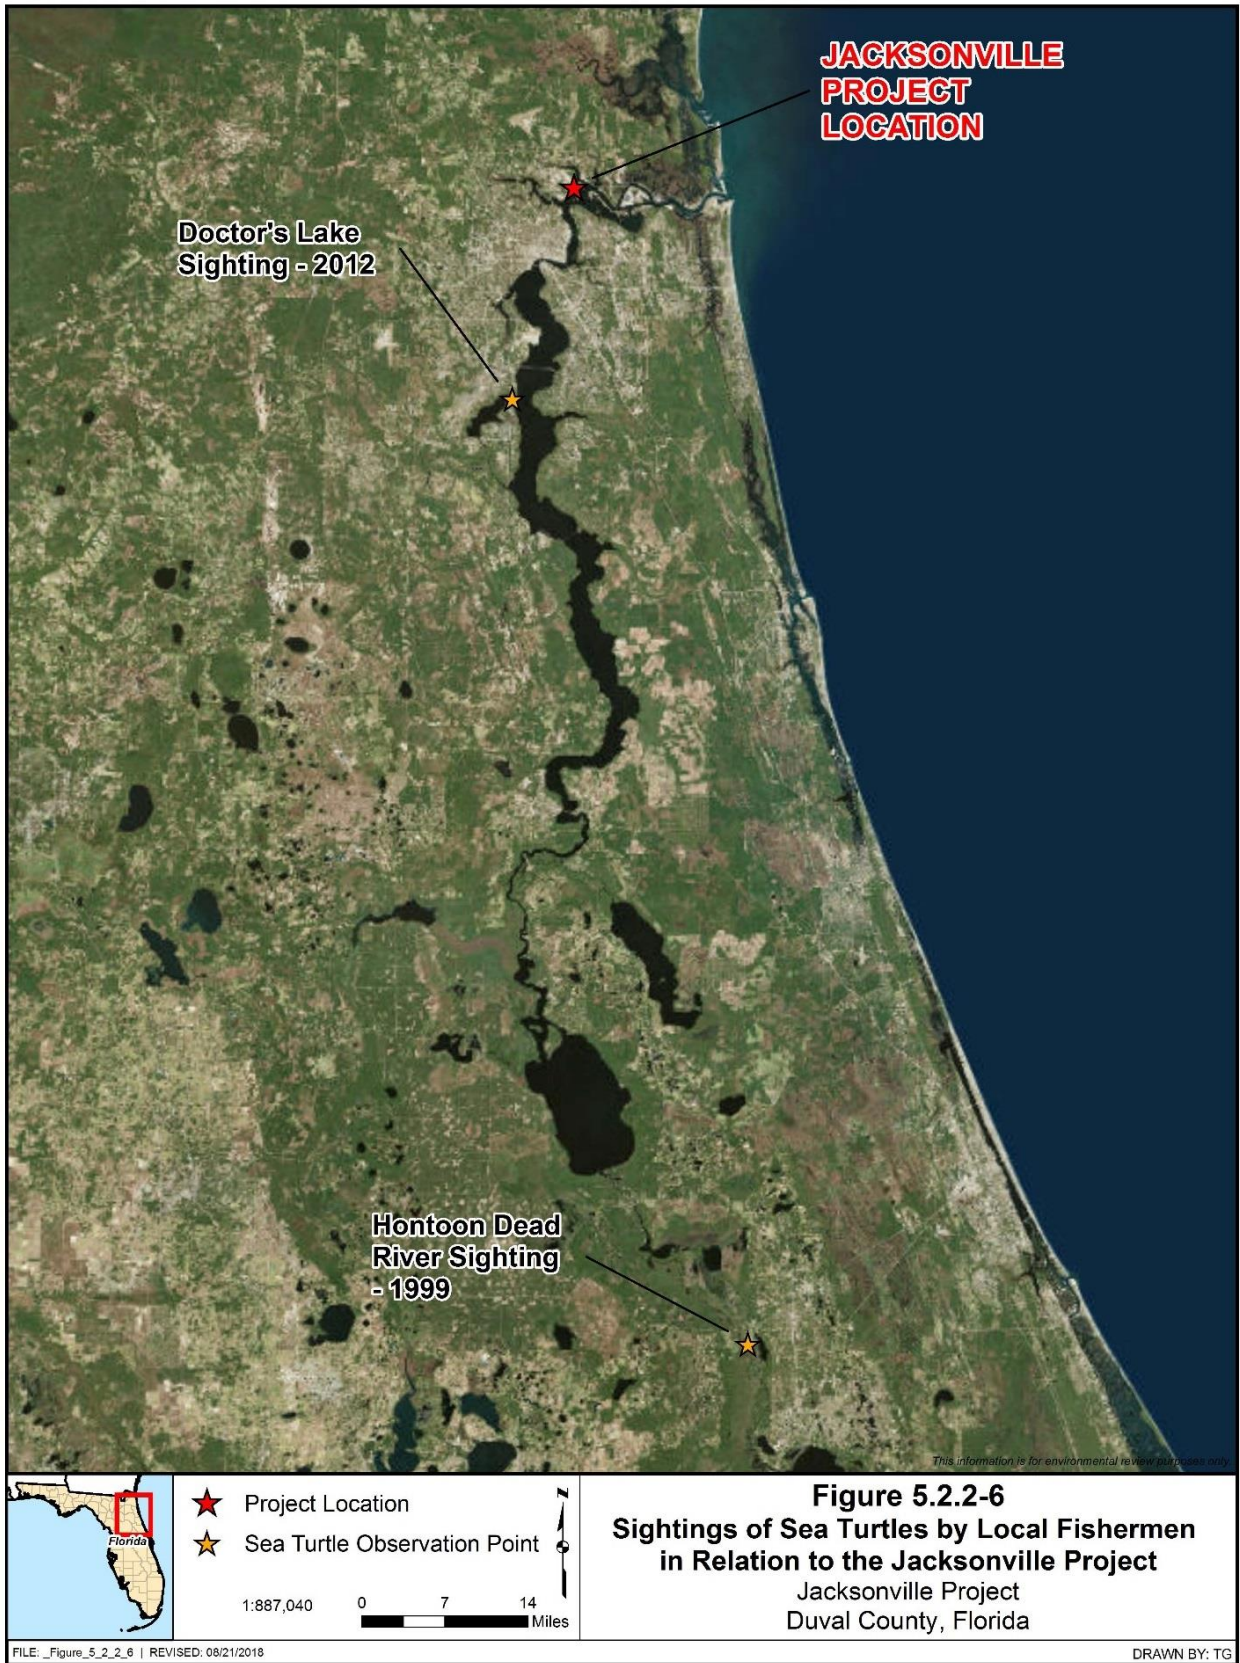 JACKSONVILLE
PROJECT
LOCATION
Doctor's Lake
Sighting - 2012
Hontoon Dead
River Sighting
- 1999
This information is for environmental review purposes only.
Florida
Project Location
Sea Turtle Observation Point
N
1:887,040
0 7 14
Miles
Figure 5.2.2-6
Sightings of Sea Turtles by Local Fishermen
in Relation to the Jacksonville Project
Jacksonville Project
Duval County, Florida
FILE: _Figure_5_2_2_6 | REVISED: 08/21/2018
DRAWN BY: TG